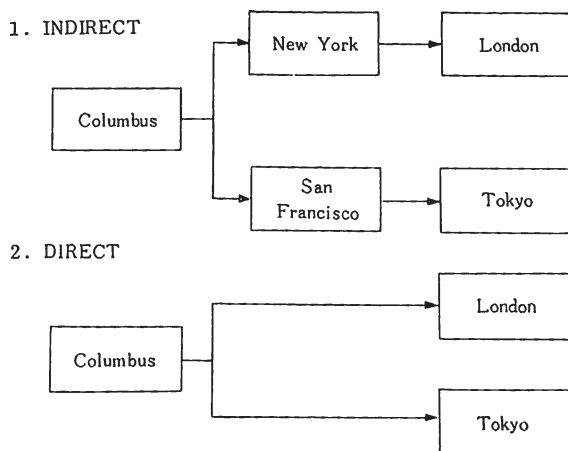 1. INDIRECT
New York
London
Columbus
San
Francisco
Tokyo
2. DIRECT
London
Columbus
Tokyo